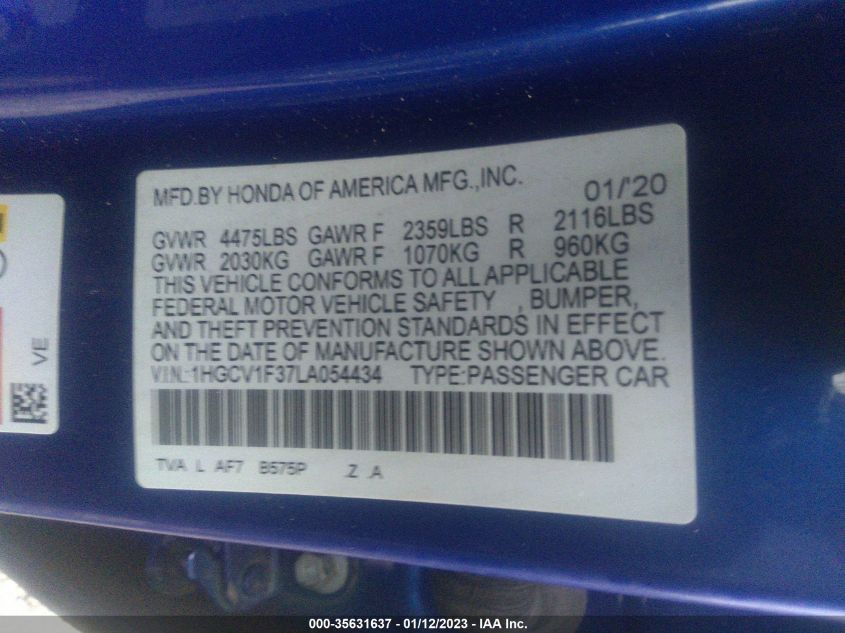 MFD.BY HONDA OF AMERICA MFG.,INC. 01/'20
GVWR 4475LBS GAWR F 2359LBS R 2116LBS
GVWR 2030KG GAWR F 1070KG R 960KG
THIS VEHICLE CONFORMS TO ALL APPLICABLE
FEDERAL MOTOR VEHICLE SAFETY , BUMPER,
AND THEFT PREVENTION STANDARDS IN EFFECT
ON THE DATE OF MANUFACTURE SHOWN ABOVE.
V.I.N.:1HGCV1F37LA054434 TYPE:PASSENGER CAR
TVA L AF7 B575P .Z .A
VE
000-35631637 - 01/12/2023 - IAA Inc.